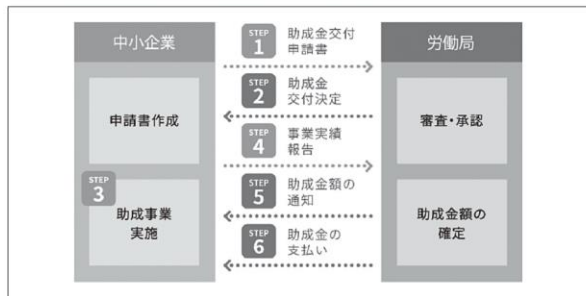 中小企業
申請書作成
STEP
3
助成事業
実施
STEP
1
助成金交付
申請書
STEP
2
助成金
交付決定
STEP
4
事業実績
報告
STEP
5
助成金額の
通知
STEP
6
助成金の
支払い
労働局
審査・承認
助成金額の
確定